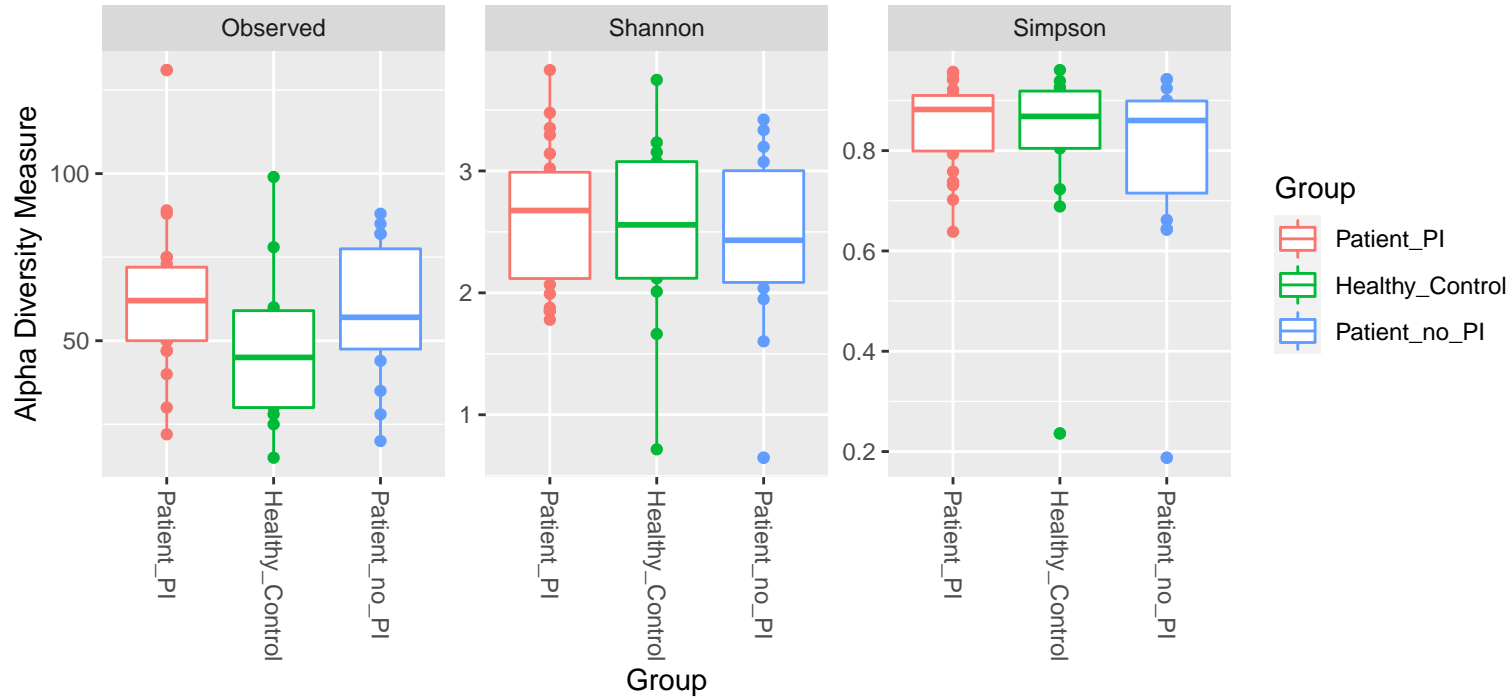 Observed
Shannon
Simpson
Alpha Diversity Measure
100
50
3
2
1
0.8
0.6
0.4
0.2
Patient_PI
Healthy_Control
Patient_no_PI
Patient_PI
Healthy_Control
Patient_no_PI
Patient_PI
Healthy_Control
Patient_no_PI
Group
Group
Patient_PI
Healthy_Control
Patient_no_PI